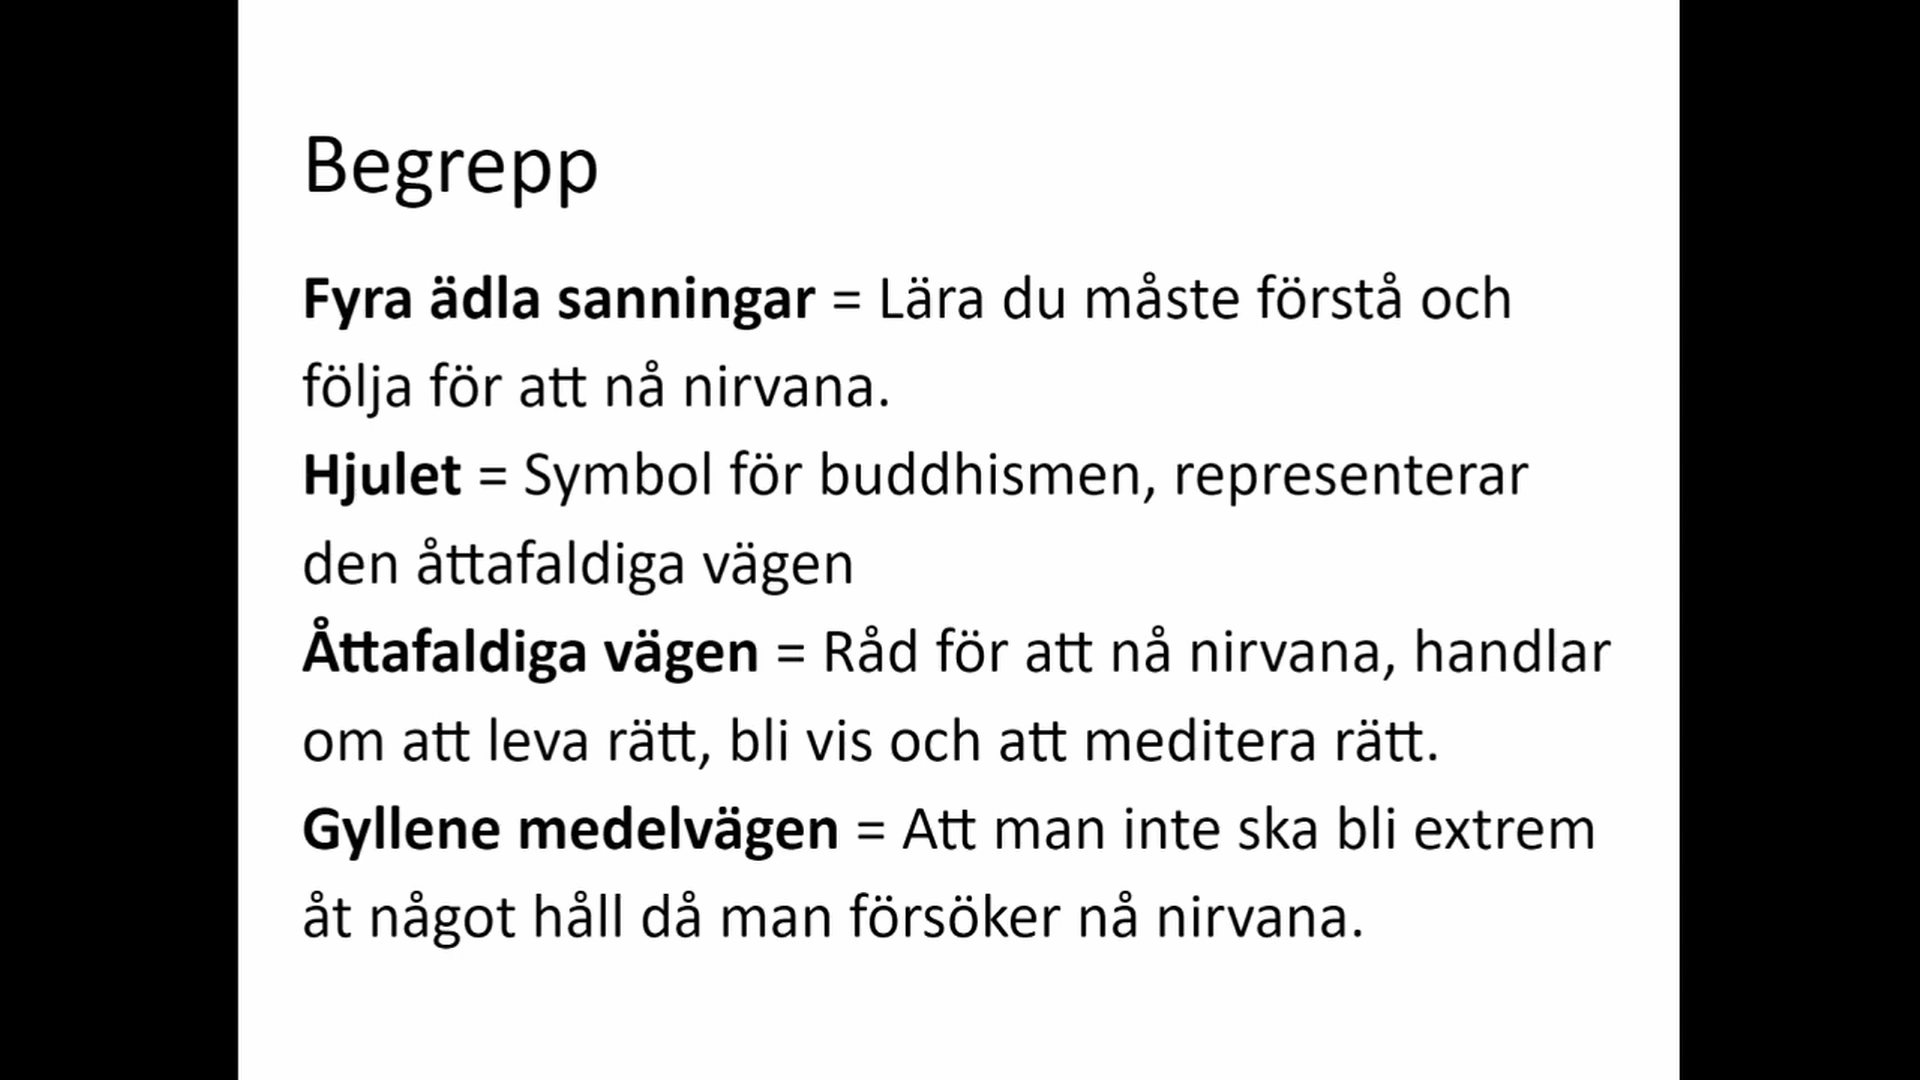 Begrepp
Fyra ädla sanningar = Lära du måste förstå och
följa för att nå nirvana.
Hjulet = Symbol för buddhismen, representerar
den åttafaldiga vägen
Åttafaldiga vägen = Råd för att nå nirvana, handlar
om att leva rätt, bli vis och att meditera rätt.
Gyllene medelvägen = Att man inte ska bli extrem
åt något håll då man försöker nå nirvana.